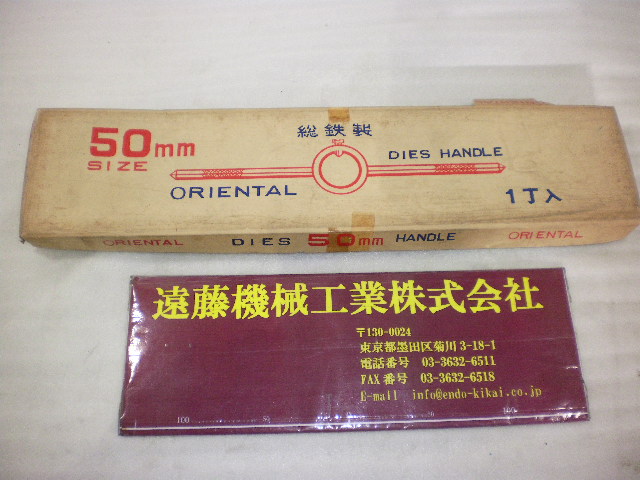 総鉄製
50mm
SIZE
DIES HANDLE
ORIENTAL
1丁入
ORIENTAL DIES 50mm HANDLE ORIENTAL
遠藤機械工業株式会社
〒130-0024
東京都墨田区菊川3-18-1
電話番号 03-3632-6511
FAX番号 03-3632-6518
E-mail info@endo-kikai.co.jp
100 50